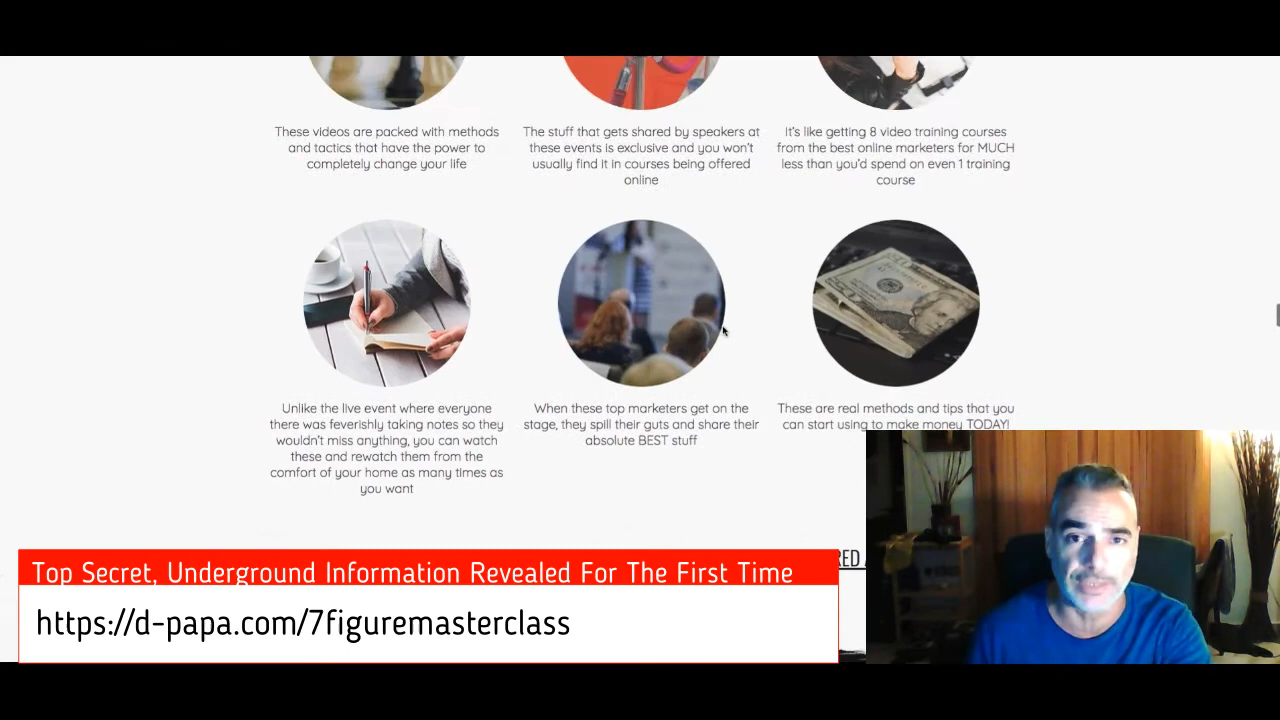 These videos are packed with methods
and tactics that have the power to
completely change your life
The stuff that gets shared by speakers at
these events is exclusive and you won't
usually find it in courses being offered
online
It's like getting 8 video training courses
from the best online marketers for MUCH
less than you'd spend on even 1 training
course
Unlike the live event where everyone
there was feverishly taking notes so they
wouldn't miss anything, you can watch
these and rewatch them from the
comfort of your home as many times as
you want
When these top marketers get on the
stage, they spill their guts and share their
absolute BEST stuff
These are real methods and tips that you
can start using to make money TODAY!
Top Secret, Underground Information Revealed For The First Time
https://d-papa.com/7figuremasterclass